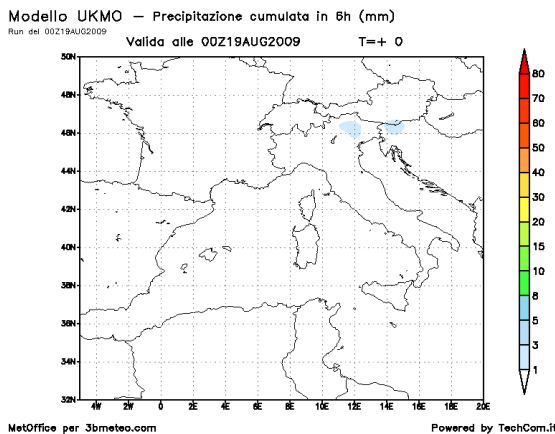 Modello UKMO – Precipitazione cumulata in 6h (mm)
Run del 00Z19AUG2009
Valida alle 00Z19AUG2009 T=+ 0
50N
48N
46N
44N
42N
40N
38N
36N
34N
32N
4W 2W 0 2E 4E 6E 8E 10E 12E 14E 16E 18E 20E
80
70
60
50
40
30
20
15
10
8
5
3
1
MetOffice per 3bmeteo.com Powered by TechCom.it